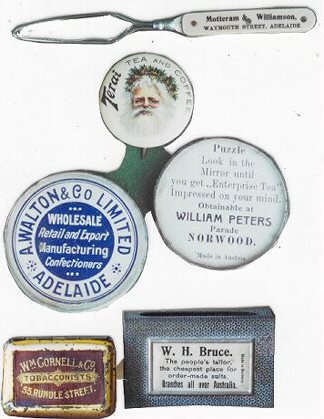 Motteram & Williamson,
WAYMOUTH STREET, ADELAIDE
Terai TEA AND COFFEE
Puzzle
Look in the
Mirror until
you get „Enterprise Tea"
Impressed on your mind.
Obtainable at
WILLIAM PETERS
Parade
NORWOOD.
Made in Austria
A.WALTON & CO LIMITED
WHOLESALE
Retail and Export
Manufacturing
Confectioners
ADELAIDE
WM CORNELL & CO.
TOBACCONISTS
55, RUNDLE STREET.
W. H. Bruce.
The people's tailor,
the cheapest place for
order-made suits,
Branches all over Australia.